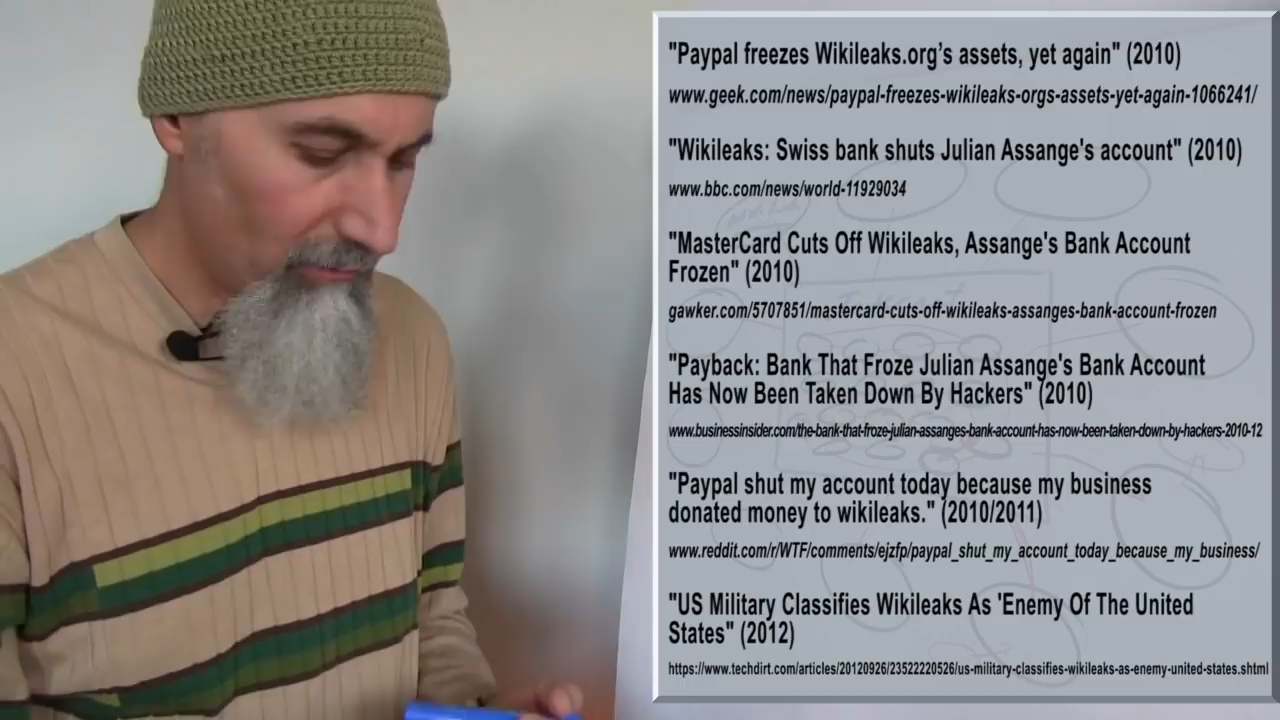 "Paypal freezes Wikileaks.org’s assets, yet again" (2010)
www.geek.com/news/paypal-freezes-wikileaks-orgs-assets-yet-again-1066241/
"Wikileaks: Swiss bank shuts Julian Assange's account" (2010)
www.bbc.com/news/world-11929034
"MasterCard Cuts Off Wikileaks, Assange's Bank Account
Frozen" (2010)
gawker.com/5707851/mastercard-cuts-off-wikileaks-assanges-bank-account-frozen
"Payback: Bank That Froze Julian Assange's Bank Account
Has Now Been Taken Down By Hackers" (2010)
www.businessinsider.com/the-bank-that-froze-julian-assanges-bank-account-has-now-been-taken-down-by-hackers-2010-12
"Paypal shut my account today because my business
donated money to wikileaks." (2010/2011)
www.reddit.com/r/WTF/comments/ejzfp/paypal_shut_my_account_today_because_my_business/
"US Military Classifies Wikileaks As 'Enemy Of The United
States" (2012)
https://www.techdirt.com/articles/20120926/23522220526/us-military-classifies-wikileaks-as-enemy-united-states.shtml